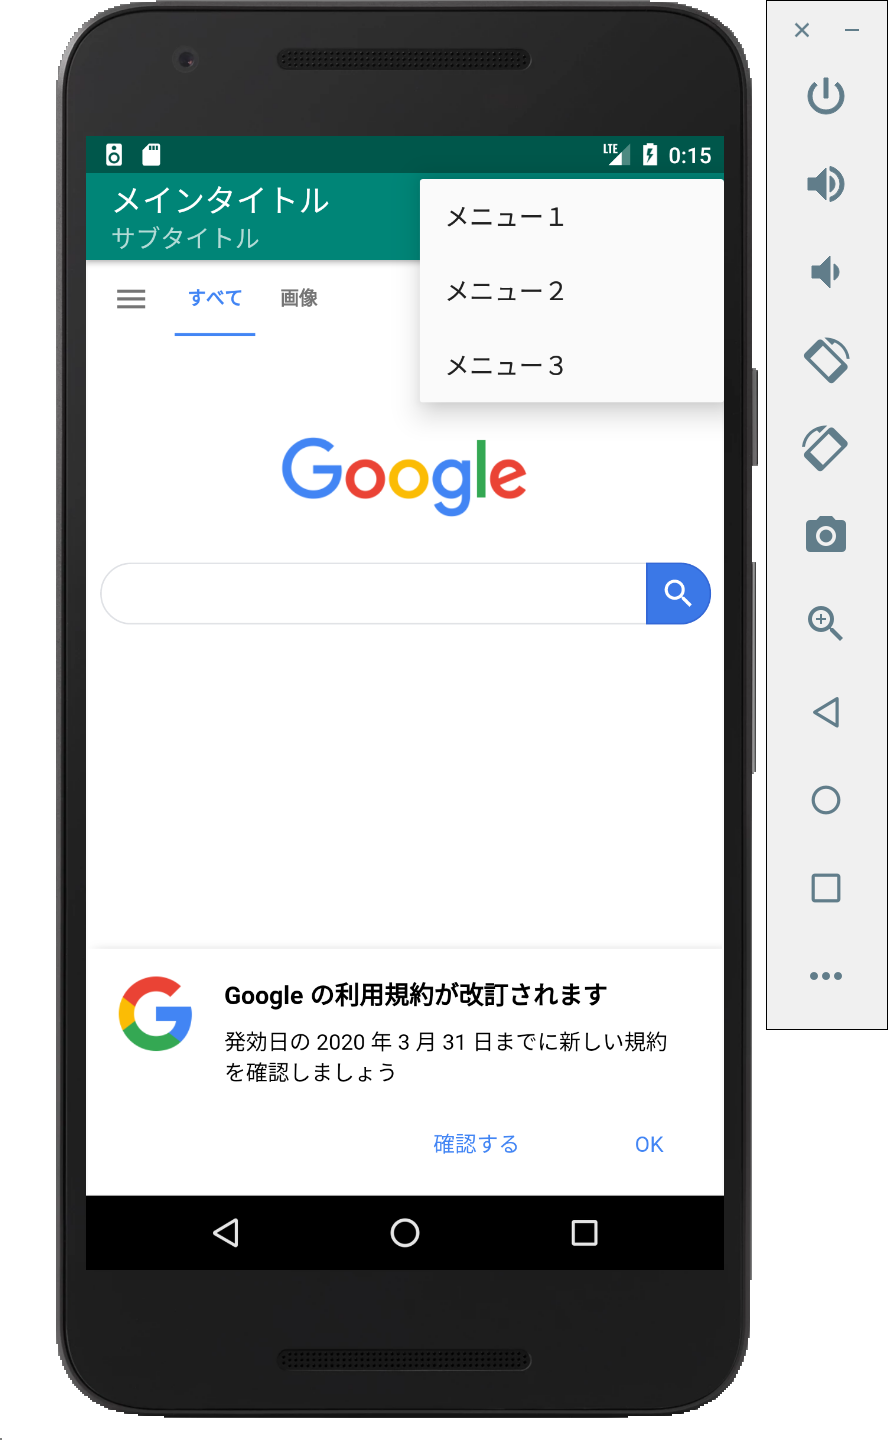 LTE 0:15
メインタイトル
サブタイトル
メニュー１
メニュー２
メニュー３
すべて 画像
Google
Google の利用規約が改訂されます
発効日の 2020 年 3 月 31 日までに新しい規約
を確認しましょう
確認する OK